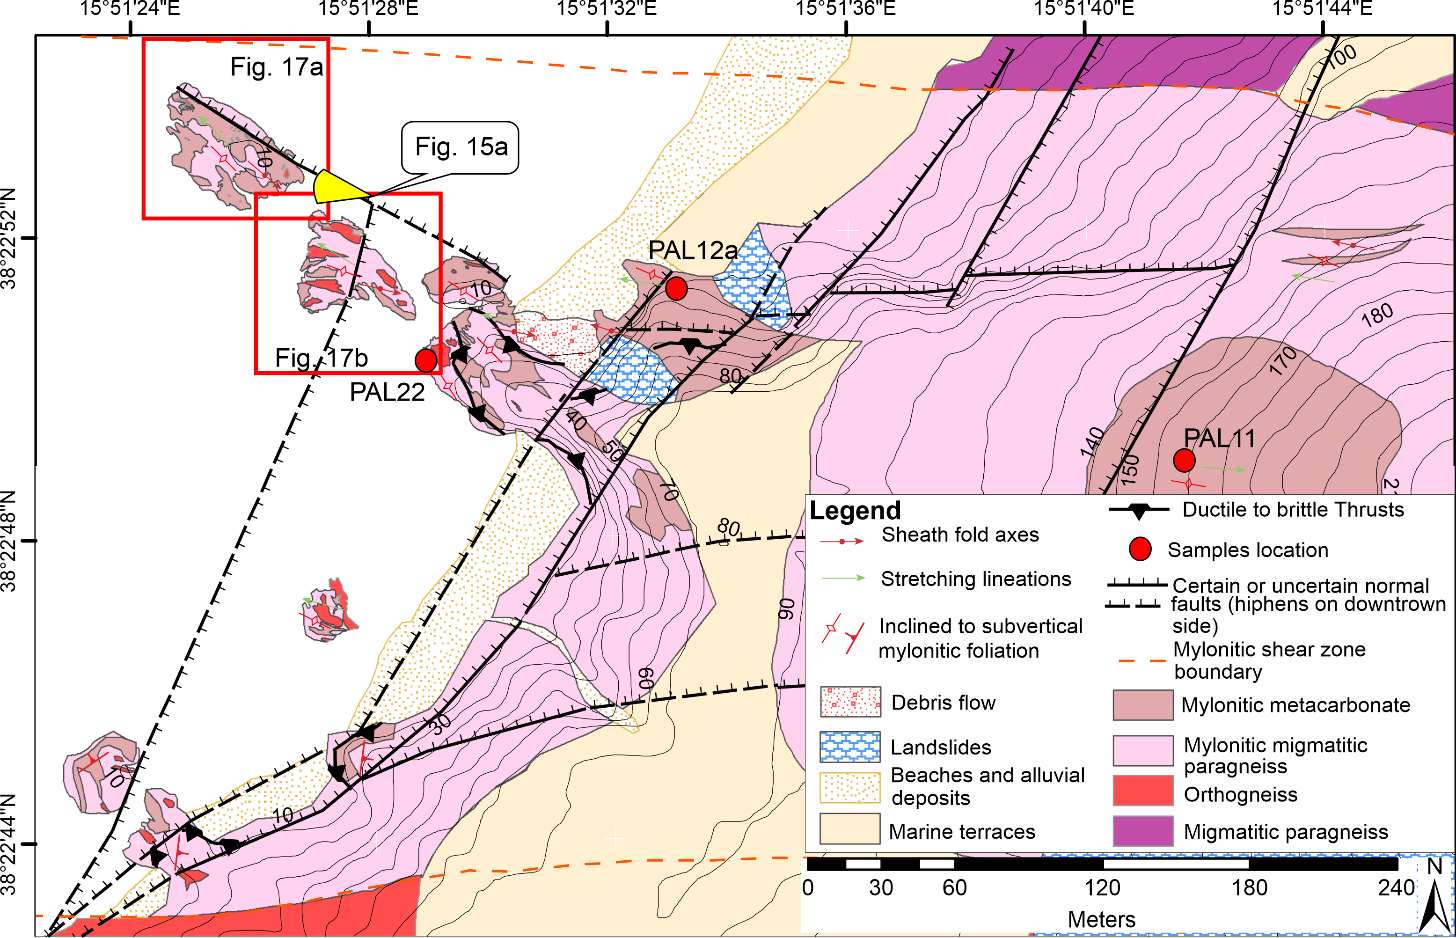 15°51'24"E 15°51'28"E 15°51'32"E 15°51'36"E 15°51'40"E 15°51'44"E
Fig. 17a
100
Fig. 15a
10
38°22'52"N
PAL12a
10
180
Fig. 17b
170
PAL22
80
40
PAL11
50
140
150
70
38°22'48"N
80
90
60
30
10
10
38°22'44"N
Legend
Sheath fold axes
Stretching lineations
Inclined to subvertical
mylonitic foliation
Debris flow
Landslides
Beaches and alluvial
deposits
Marine terraces
Ductile to brittle Thrusts
Samples location
Certain or uncertain normal
faults (hiphens on downtrown
side)
Mylonitic shear zone
boundary
Mylonitic metacarbonate
Mylonitic migmatitic
paragneiss
Orthogneiss
Migmatitic paragneiss
0 30 60 120 180 240
Meters
N